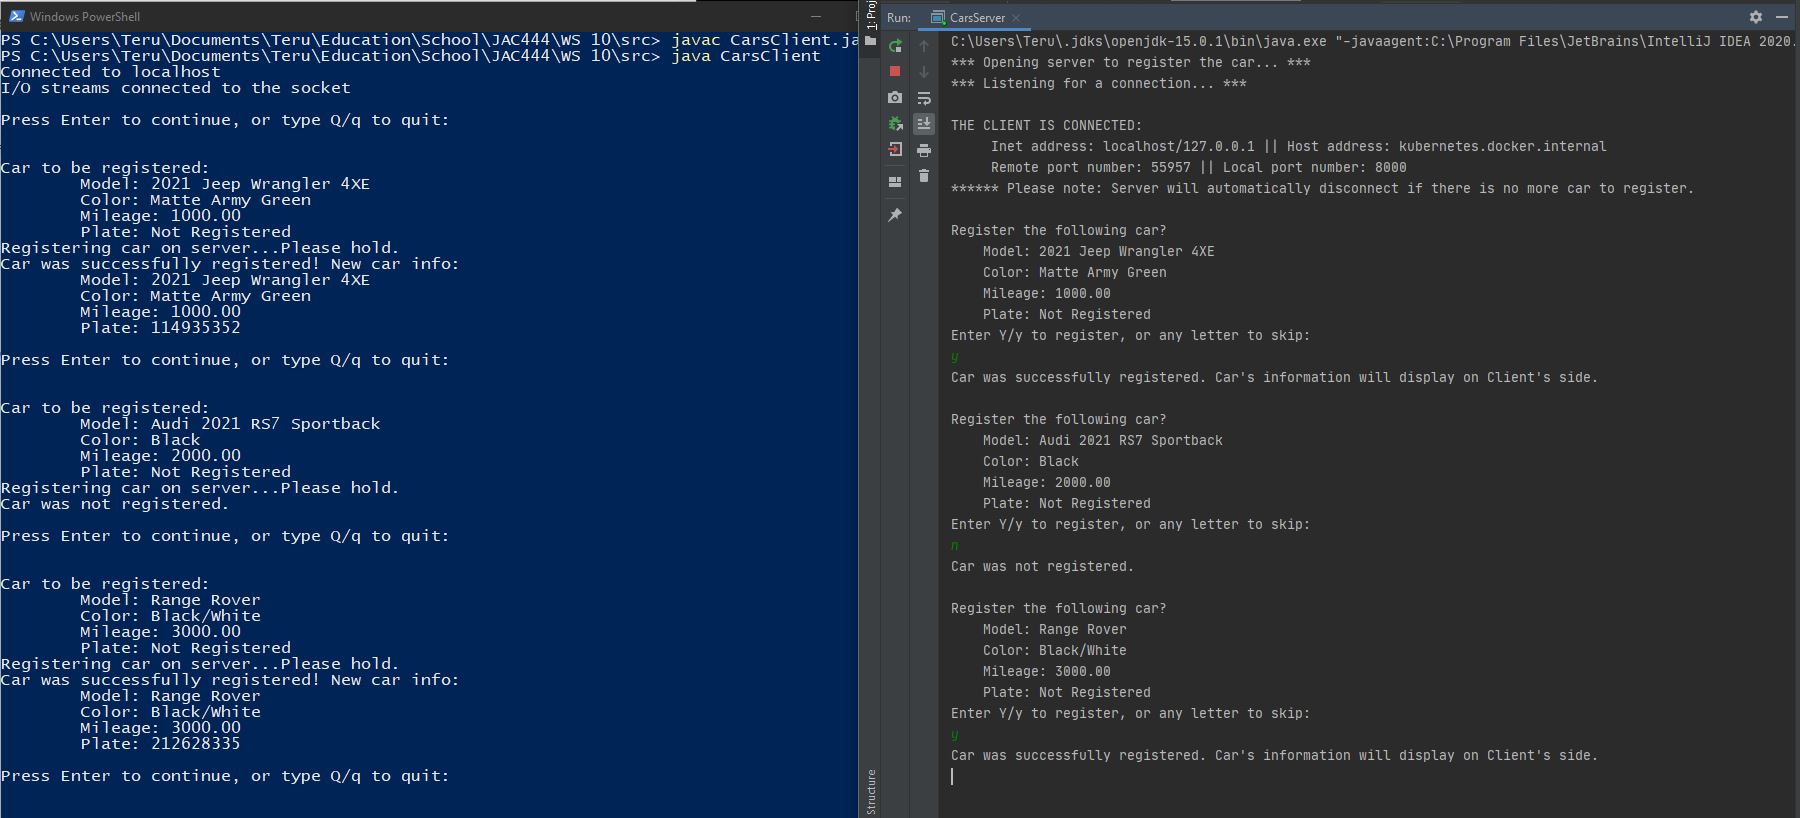 Windows PowerShell
PS C:\Users\Teru\Documents\Teru\Education\School\JAC444\WS 10\src> javac CarsClient.ja
PS C:\Users\Teru\Documents\Teru\Education\School\JAC444\WS 10\src> java CarsClient
Connected to localhost
I/O streams connected to the socket
Press Enter to continue, or type Q/q to quit:
Car to be registered:
Model: 2021 Jeep Wrangler 4XE
Color: Matte Army Green
Mileage: 1000.00
Plate: Not Registered
Registering car on server...Please hold.
Car was successfully registered! New car info:
Model: 2021 Jeep Wrangler 4XE
Color: Matte Army Green
Mileage: 1000.00
Plate: 114935352
Press Enter to continue, or type Q/q to quit:
Car to be registered:
Model: Audi 2021 RS7 Sportback
Color: Black
Mileage: 2000.00
Plate: Not Registered
Registering car on server...Please hold.
Car was not registered.
Press Enter to continue, or type Q/q to quit:
Car to be registered:
Model: Range Rover
Color: Black/White
Mileage: 3000.00
Plate: Not Registered
Registering car on server...Please hold.
Car was successfully registered! New car info:
Model: Range Rover
Color: Black/White
Mileage: 3000.00
Plate: 212628335
Press Enter to continue, or type Q/q to quit:
1: Proj
Structure
Run: CarsServer
C:\Users\Teru\.jdks\openjdk-15.0.1\bin\java.exe "-javaagent:C:\Program Files\JetBrains\IntelliJ IDEA 2020.
*** Opening server to register the car... ***
*** Listening for a connection... ***
THE CLIENT IS CONNECTED:
Inet address: localhost/127.0.0.1 || Host address: kubernetes.docker.internal
Remote port number: 55957 || Local port number: 8000
****** Please note: Server will automatically disconnect if there is no more car to register.
Register the following car?
Model: 2021 Jeep Wrangler 4XE
Color: Matte Army Green
Mileage: 1000.00
Plate: Not Registered
Enter Y/y to register, or any letter to skip:
y
Car was successfully registered. Car's information will display on Client's side.
Register the following car?
Model: Audi 2021 RS7 Sportback
Color: Black
Mileage: 2000.00
Plate: Not Registered
Enter Y/y to register, or any letter to skip:
n
Car was not registered.
Register the following car?
Model: Range Rover
Color: Black/White
Mileage: 3000.00
Plate: Not Registered
Enter Y/y to register, or any letter to skip:
y
Car was successfully registered. Car's information will display on Client's side.